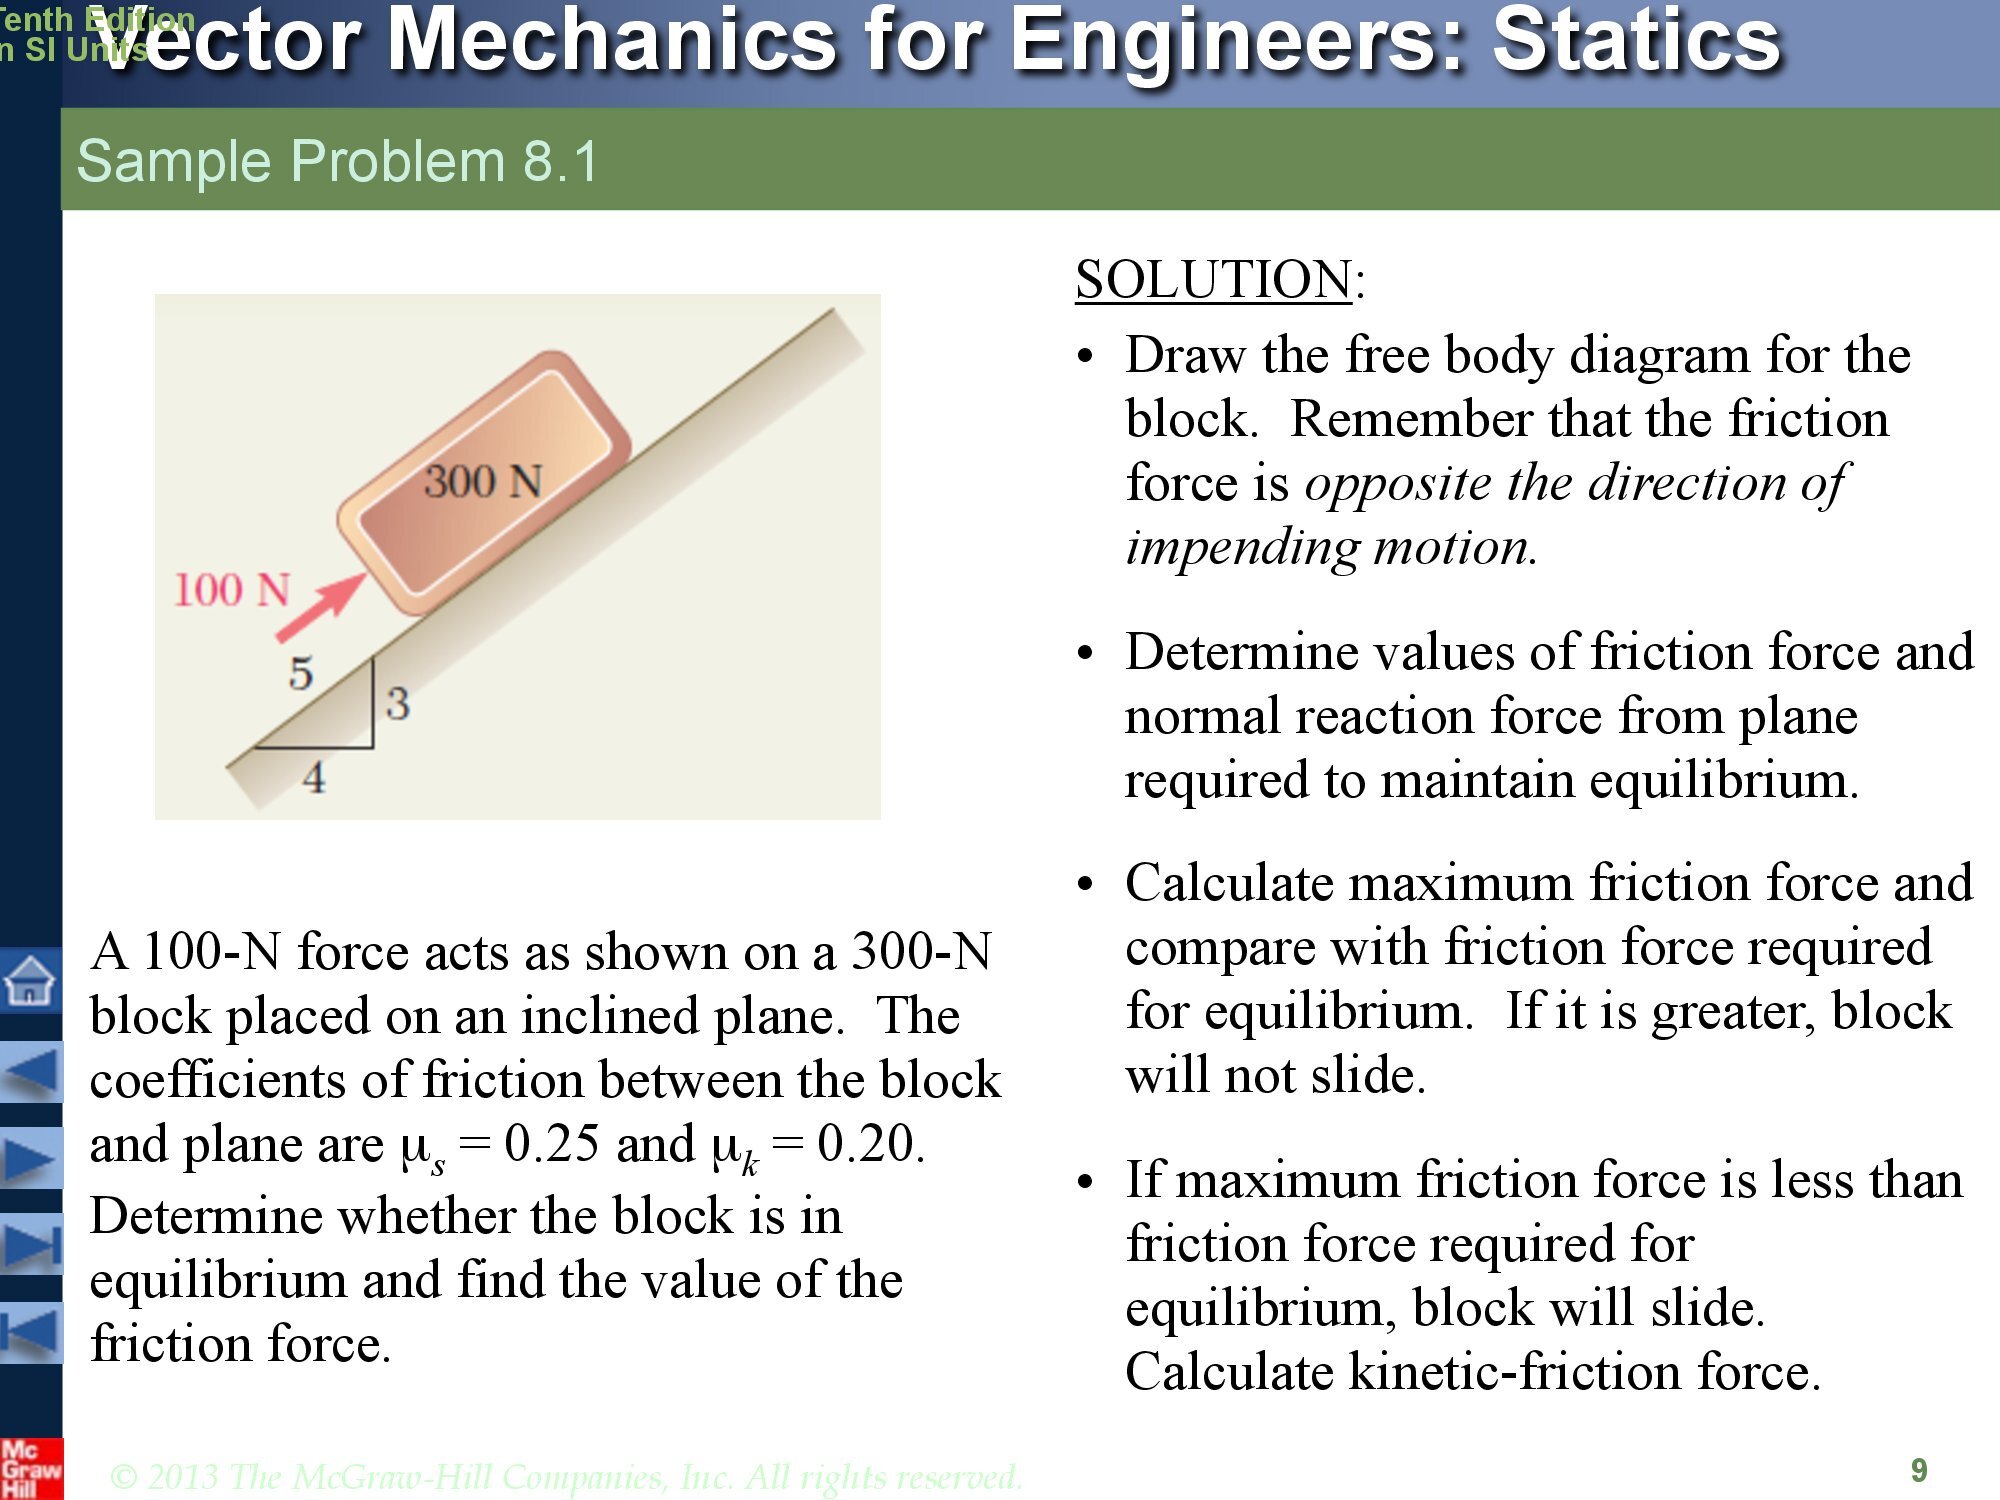 Tenth Edition
in SI Units
Vector Mechanics for Engineers: Statics
Sample Problem 8.1
300 N
100 N
5
3
4
A 100-N force acts as shown on a 300-N
block placed on an inclined plane.  The
coefficients of friction between the block
and plane are μs = 0.25 and μk = 0.20.
Determine whether the block is in
equilibrium and find the value of the
friction force.
SOLUTION:
• Draw the free body diagram for the
block.  Remember that the friction
force is opposite the direction of
impending motion.
• Determine values of friction force and
normal reaction force from plane
required to maintain equilibrium.
• Calculate maximum friction force and
compare with friction force required
for equilibrium.  If it is greater, block
will not slide.
• If maximum friction force is less than
friction force required for
equilibrium, block will slide.
Calculate kinetic-friction force.
Mc
Graw
Hill
© 2013 The McGraw-Hill Companies, Inc. All rights reserved.
9